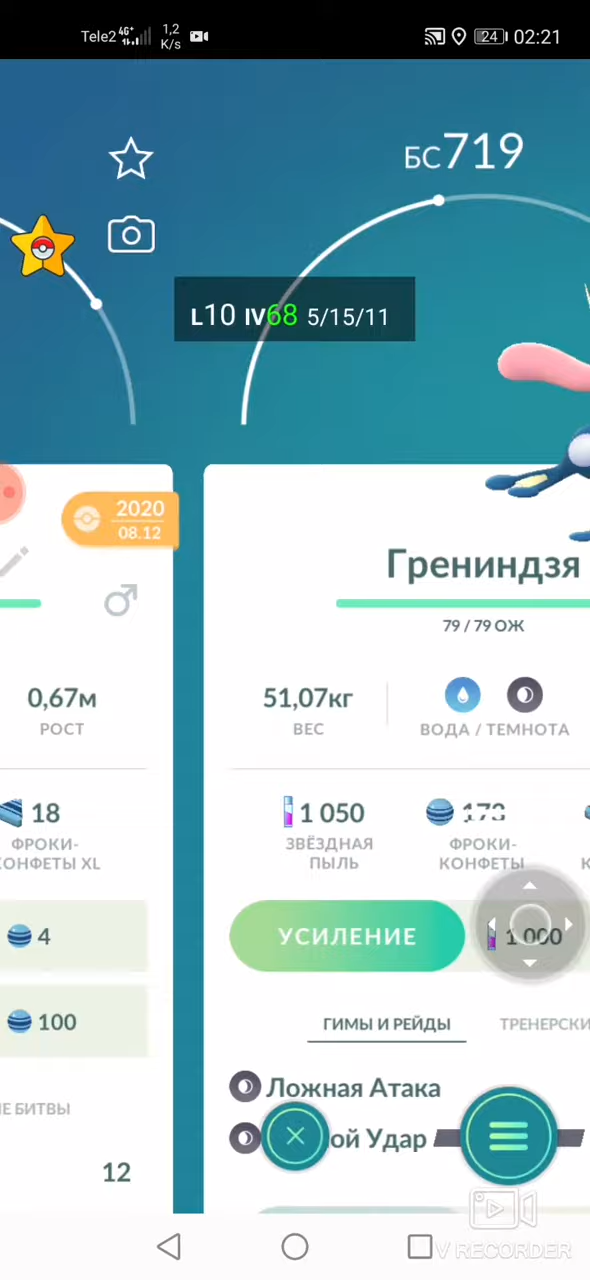 Tele2 4G+ 1,2 K/s 24 02:21
БС719
L10 IV68 5/15/11
2020
08.12
Грениндзя
79 / 79 ОЖ
0,67м
РОСТ
51,07кг
ВЕС
ВОДА / ТЕМНОТА
18
ФРОКИ-
КОНФЕТЫ XL
1 050
ЗВЁЗДНАЯ
ПЫЛЬ
ФРОКИ-
КОНФЕТЫ
4
УСИЛЕНИЕ
1 000
100
ГИМЫ И РЕЙДЫ
ТРЕНЕРСКИ
Е БИТВЫ
Ложная Атака
ой Удар
12
V RECORDER